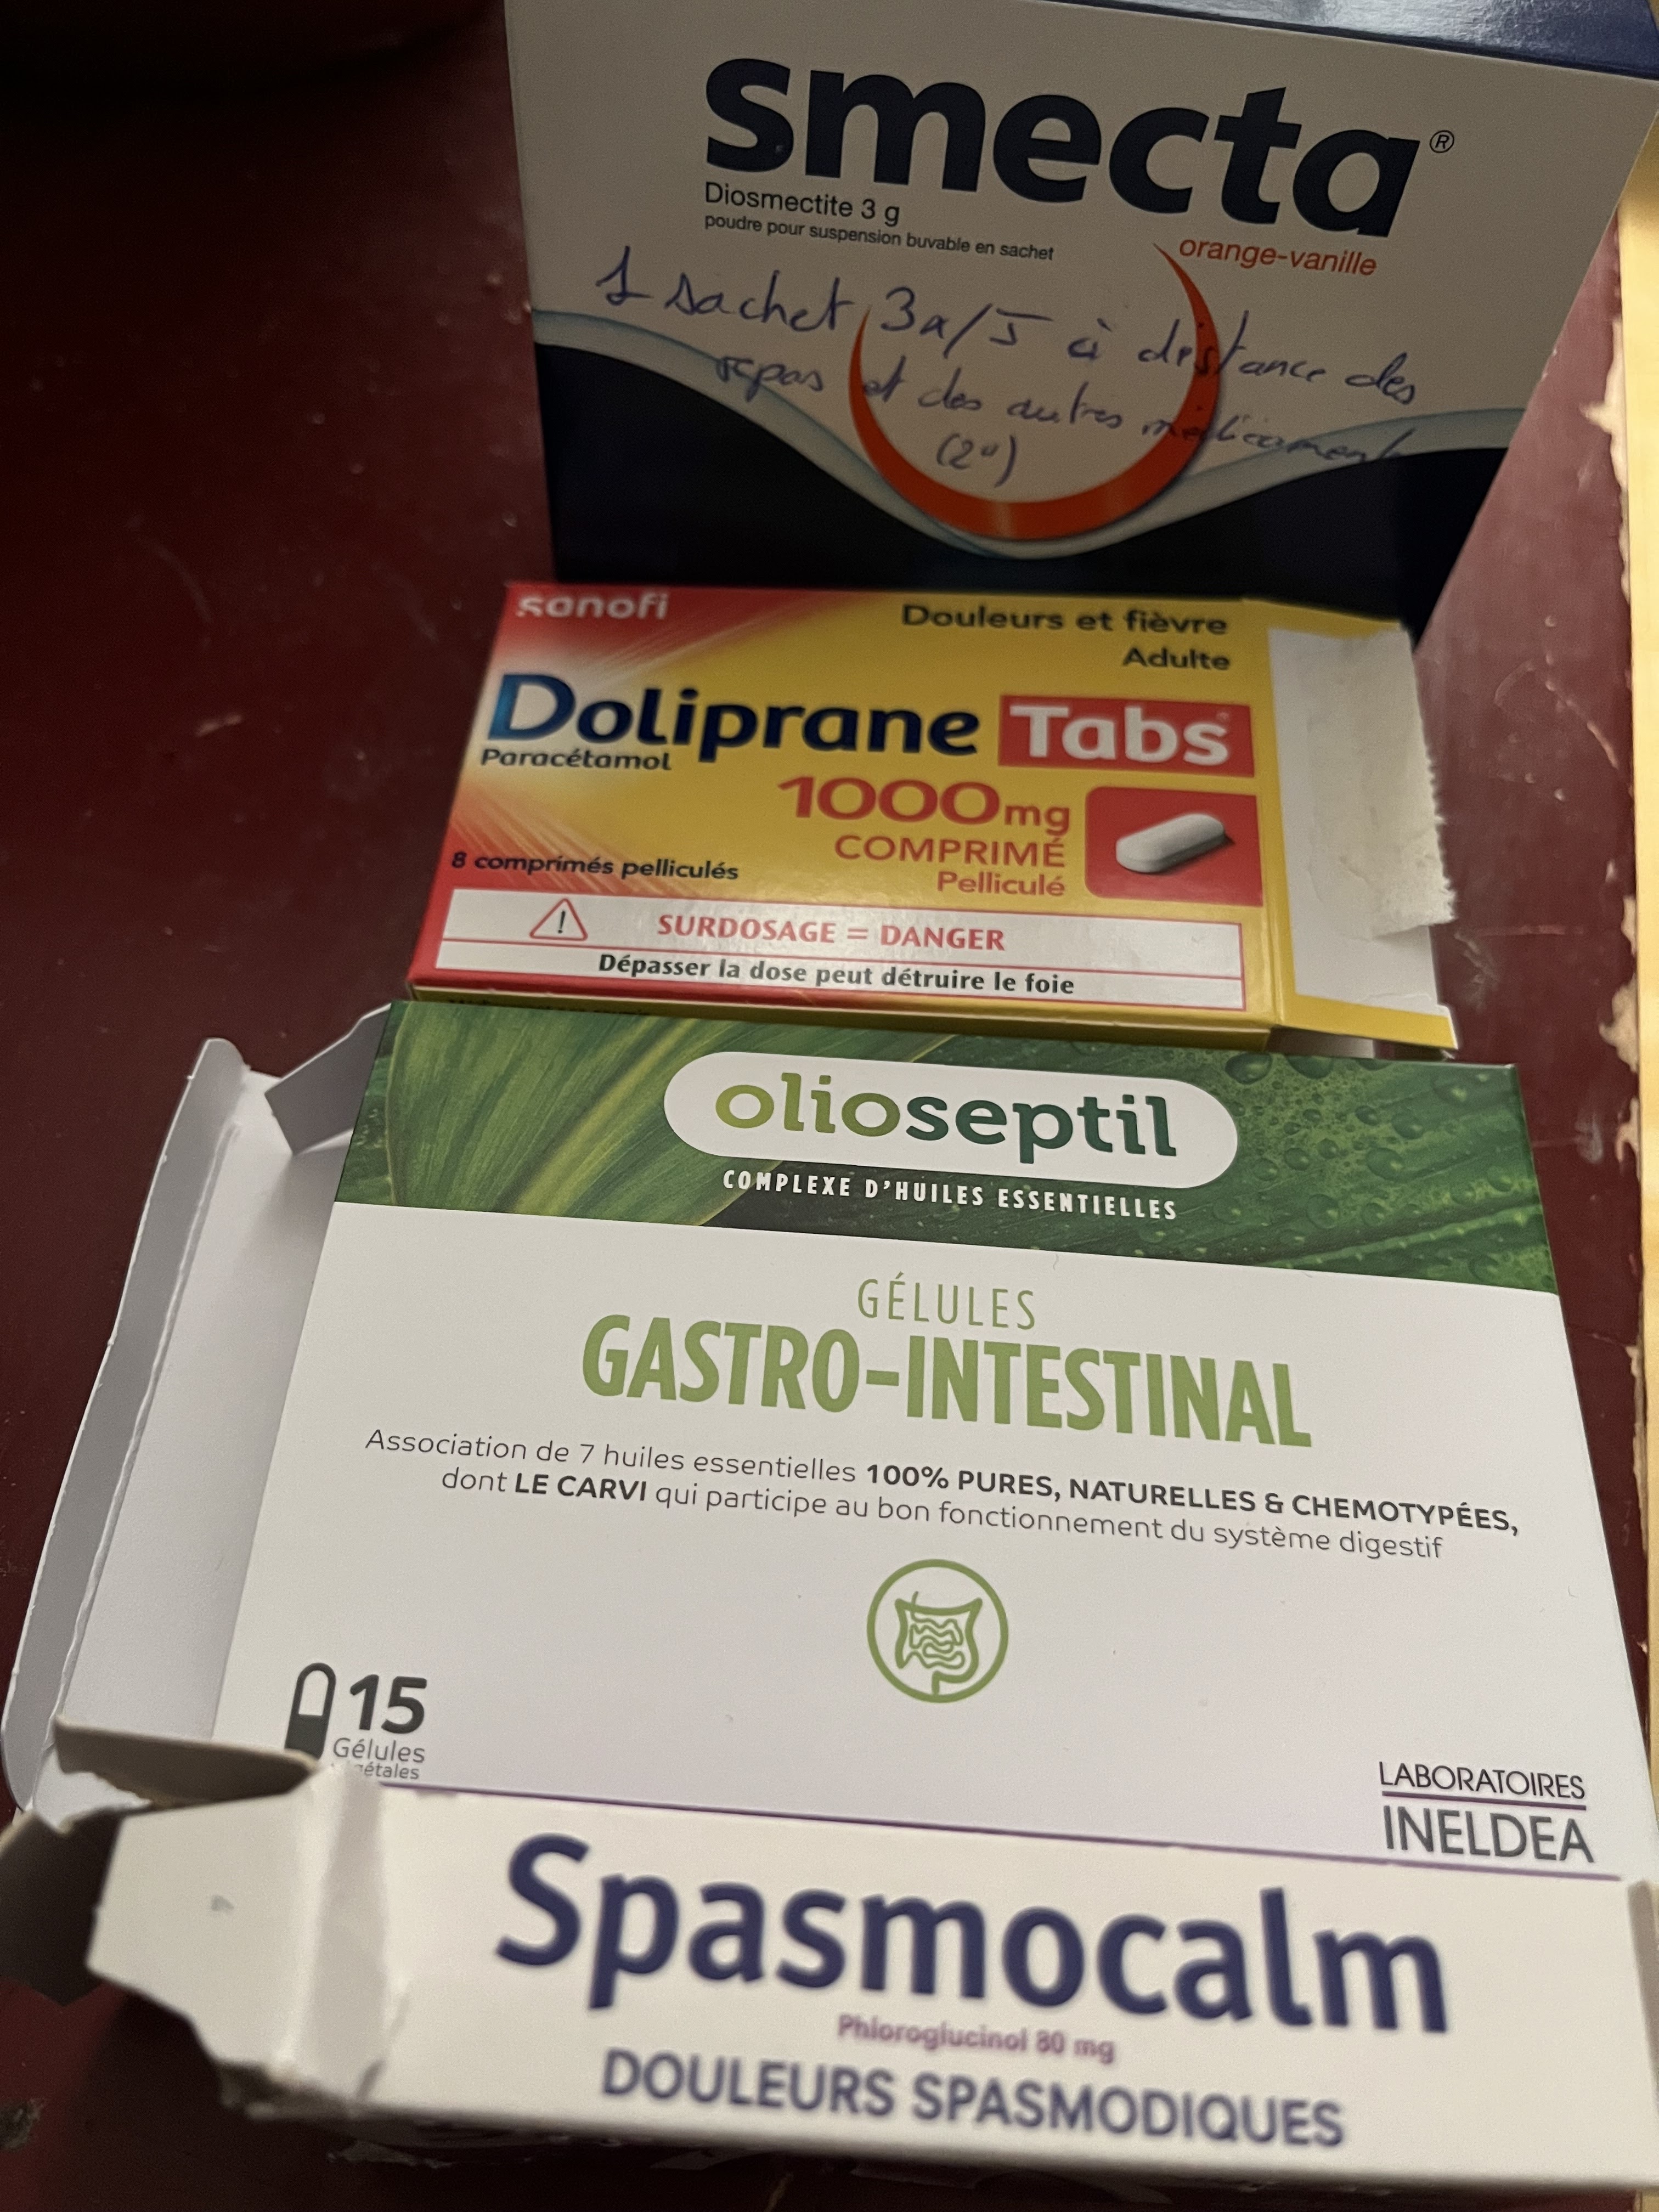 smecta®
Diosmectite 3 g
poudre pour suspension buvable en sachet
orange-vanille
1 sachet 3x/J à distance des
repas et des autres médicament
(2H)
sanofi
Douleurs et fièvre
Adulte
Doliprane Tabs
Paracétamol
1000mg
COMPRIMÉ
Pelliculé
8 comprimés pelliculés
SURDOSAGE = DANGER
Dépasser la dose peut détruire le foie
olioseptil
COMPLEXE D'HUILES ESSENTIELLES
GÉLULES
GASTRO-INTESTINAL
Association de 7 huiles essentielles 100% PURES, NATURELLES & CHEMOTYPÉES,
dont LE CARVI qui participe au bon fonctionnement du système digestif
15
Gélules
végétales
LABORATOIRES
INELDEA
Spasmocalm
Phloroglucinol 80 mg
DOULEURS SPASMODIQUES